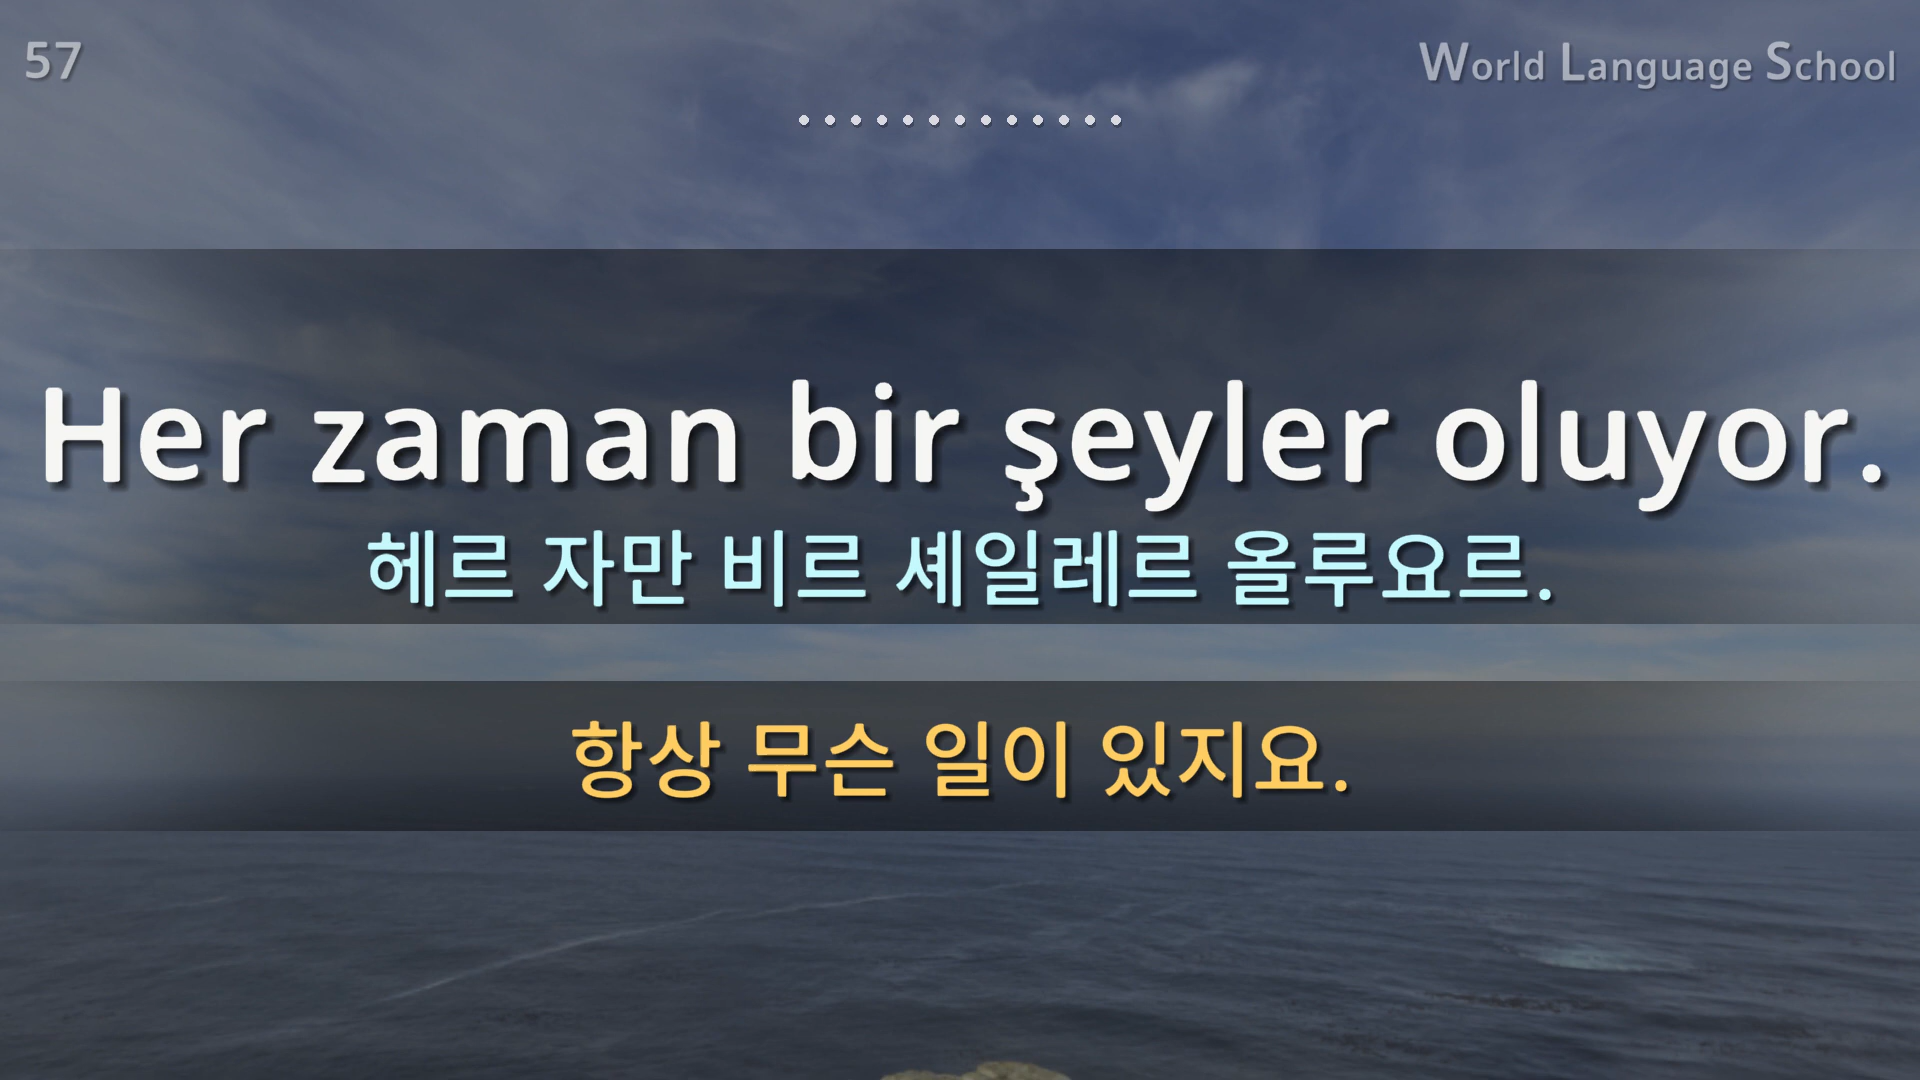 57
World Language School
Her zaman bir şeyler oluyor.
헤르 자만 비르 셰일레르 올루요르.
항상 무슨 일이 있지요.